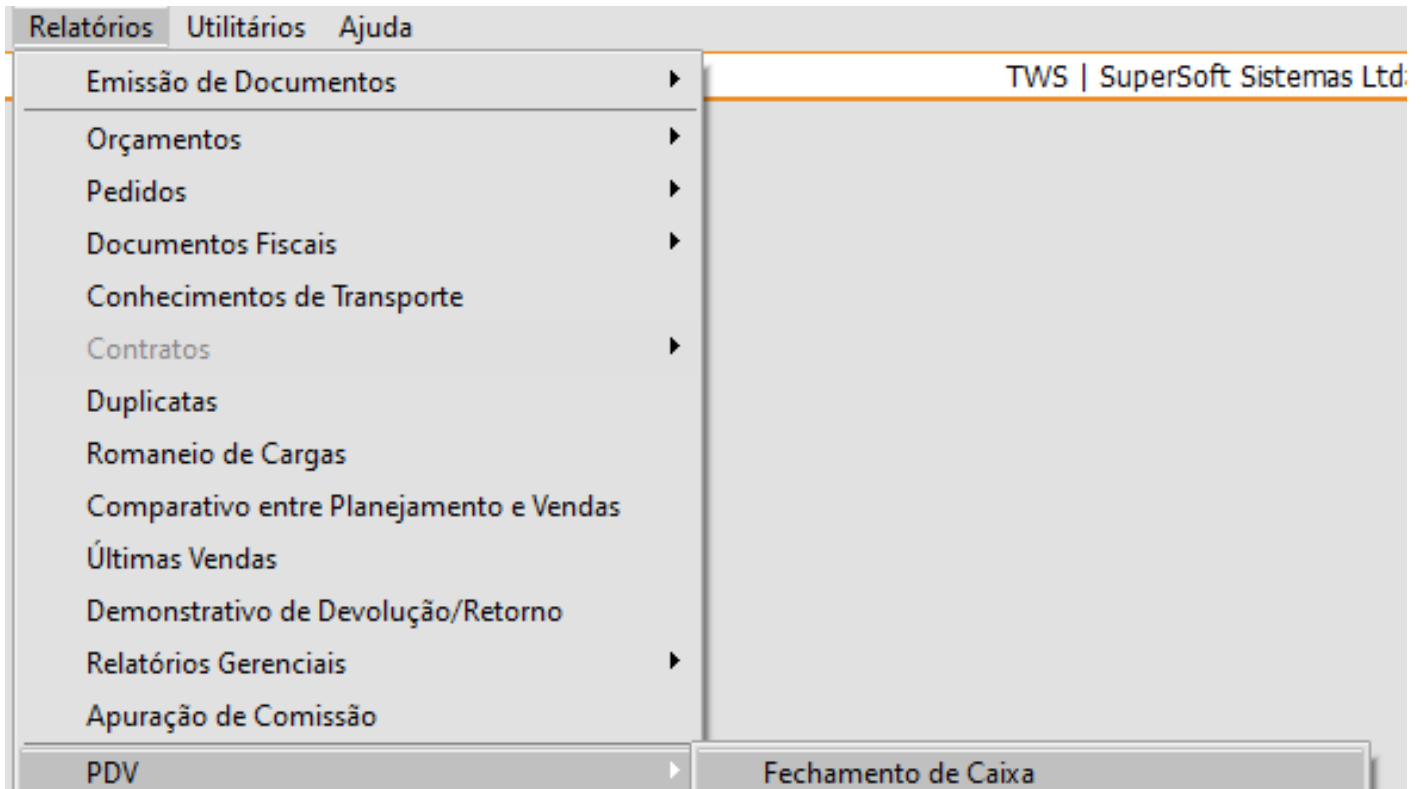 Relatórios Utilitários Ajuda
TWS | SuperSoft Sistemas Ltd
Emissão de Documentos
Orçamentos
Pedidos
Documentos Fiscais
Conhecimentos de Transporte
Contratos
Duplicatas
Romaneio de Cargas
Comparativo entre Planejamento e Vendas
Últimas Vendas
Demonstrativo de Devolução/Retorno
Relatórios Gerenciais
Apuração de Comissão
PDV
Fechamento de Caixa